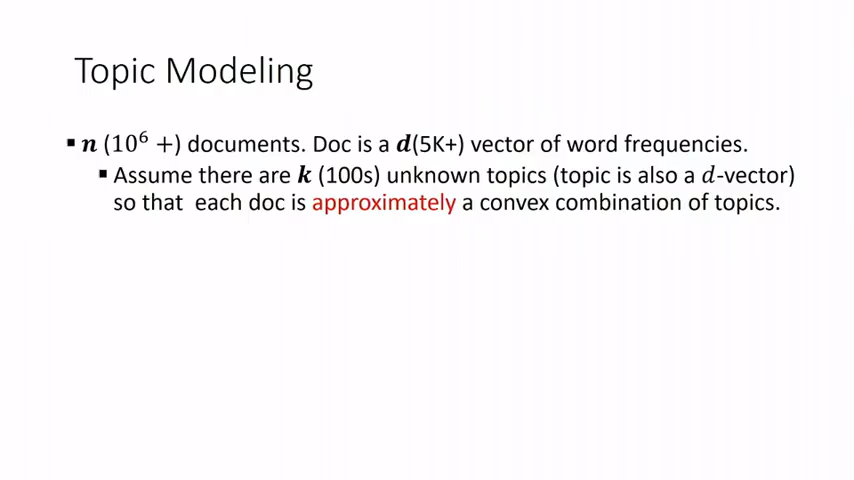 Topic Modeling
▪ n (10⁶ +) documents. Doc is a d(5K+) vector of word frequencies.
▪ Assume there are k (100s) unknown topics (topic is also a d-vector)
so that each doc is approximately a convex combination of topics.